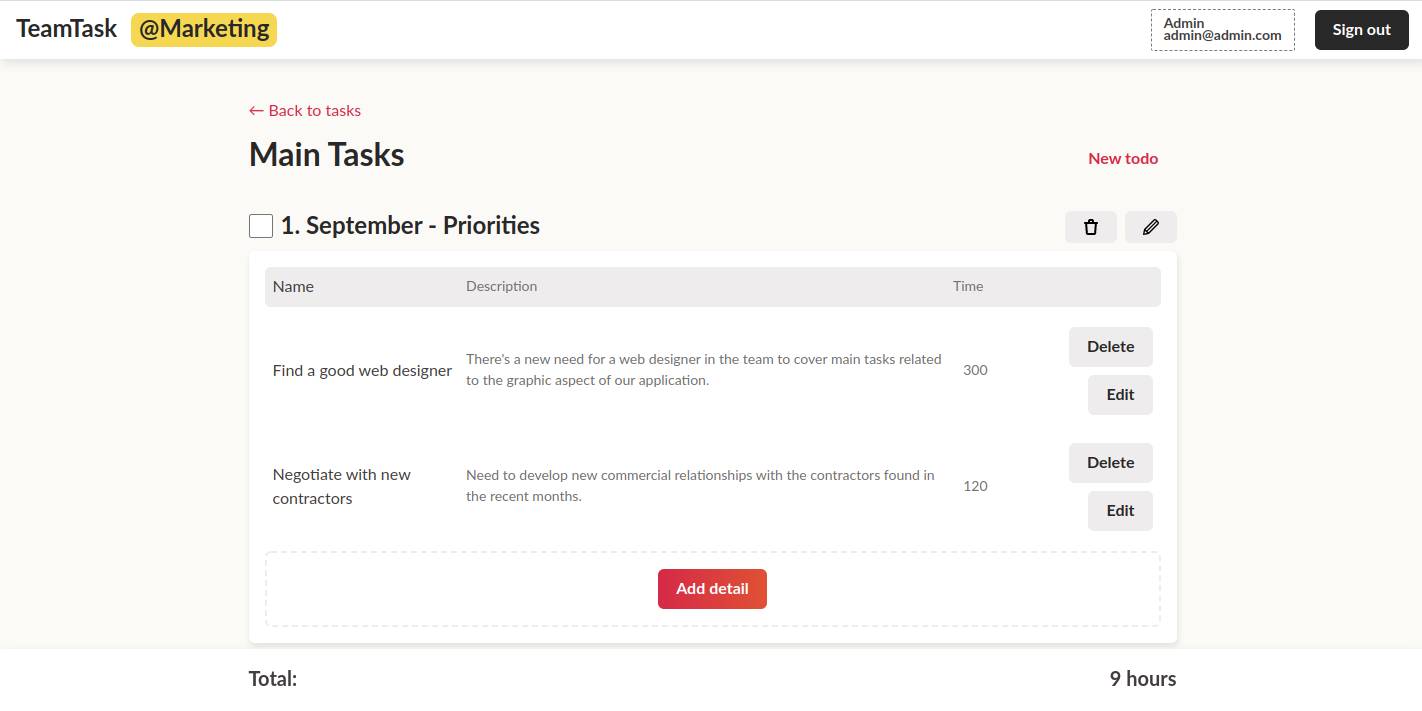 TeamTask @Marketing
Admin
admin@admin.com
Sign out
← Back to tasks
Main Tasks
New todo
1. September - Priorities
Name Description Time
Find a good web designer
There's a new need for a web designer in the team to cover main tasks related
to the graphic aspect of our application.
300
Delete
Edit
Negotiate with new
contractors
Need to develop new commercial relationships with the contractors found in
the recent months.
120
Delete
Edit
Add detail
Total: 9 hours